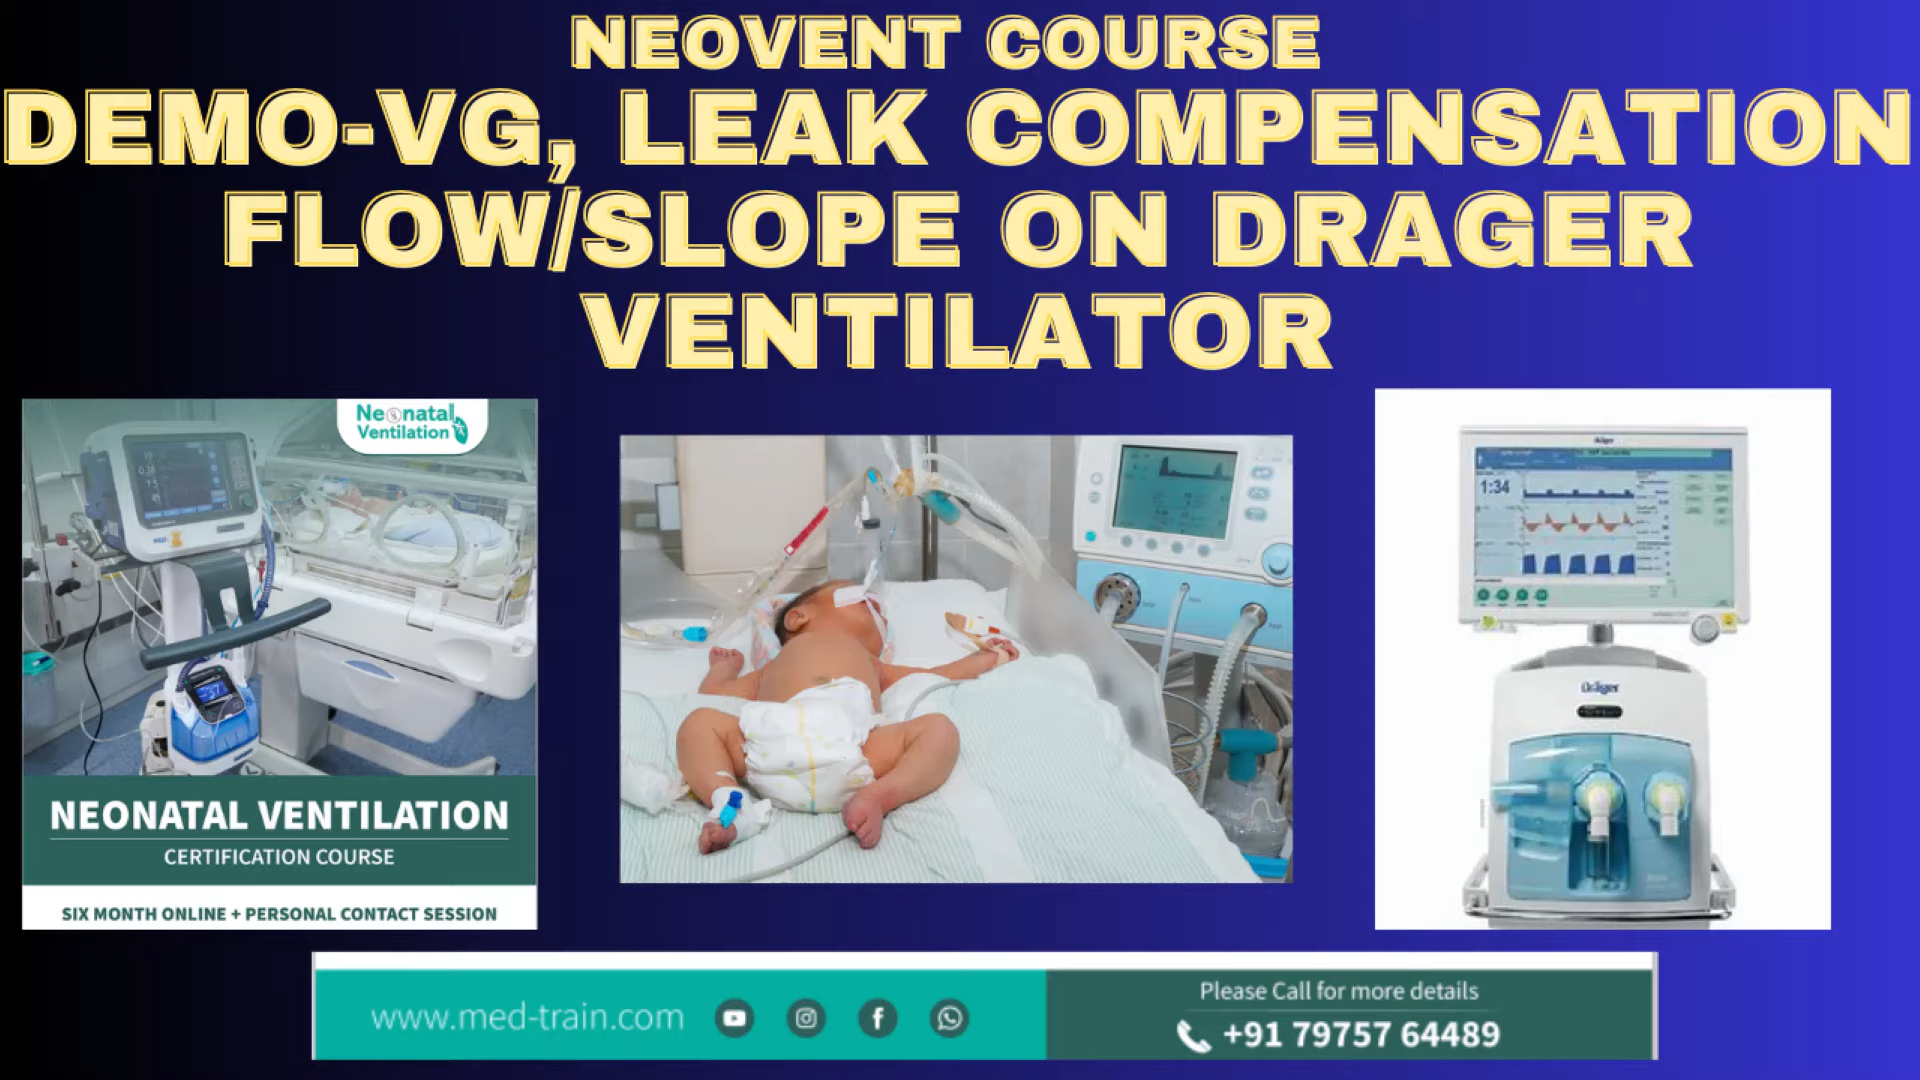 NEOVENT COURSE
DEMO-VG, LEAK COMPENSATION
FLOW/SLOPE ON DRAGER
VENTILATOR
Neonatal
Ventilation
NEONATAL VENTILATION
CERTIFICATION COURSE
SIX MONTH ONLINE + PERSONAL CONTACT SESSION
Dräger
1:34
Dräger
www.med-train.com
Please Call for more details
+91 79757 64489